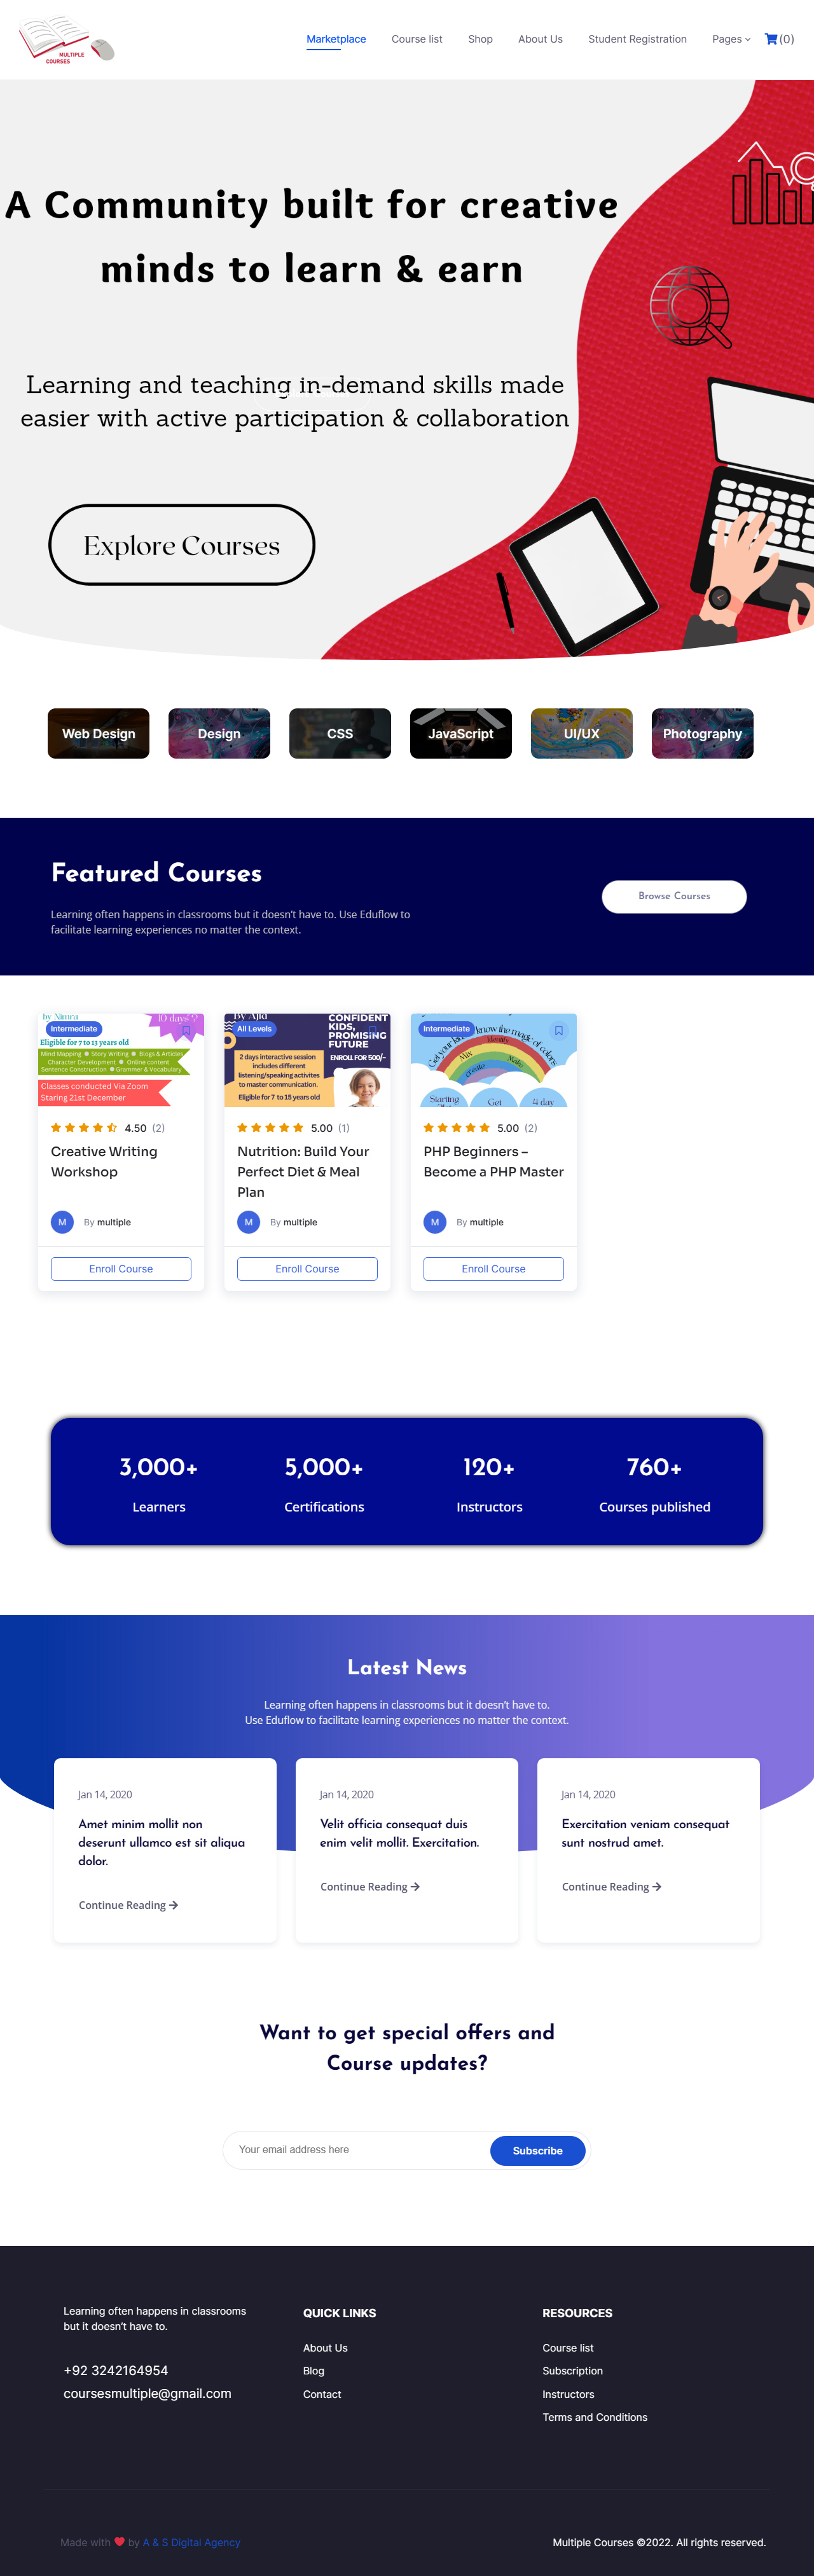 MULTIPLE
COURSES
Marketplace
Course list
Shop
About Us
Student Registration
Pages
(0)
A Community built for creative
minds to learn & earn
Learning and teaching in-demand skills made
easier with active participation & collaboration
Explore Courses
Web Design
Design
CSS
JavaScript
UI/UX
Photography
Featured Courses
Learning often happens in classrooms but it doesn't have to. Use Eduflow to
facilitate learning experiences no matter the context.
Browse Courses
by Nimra
10 days
Intermediate
Eligible for 7 to 13 years old
Mind Mapping Story Writing Blogs & Articles
Character Development Online content
Sentence Construction Grammar & Vocabulary
Classes conducted Via Zoom
Staring 21st December
4.50 (2)
Creative Writing
Workshop
M
By multiple
Enroll Course
By Ajia
All Levels
CONFIDENT
KIDS,
PROMISING
FUTURE
ENROLL FOR 500/-
2 days interactive session
includes different
listening/speaking activites
to master communication.
Eligible for 7 to 15 years old
5.00 (1)
Nutrition: Build Your
Perfect Diet & Meal
Plan
M
By multiple
Enroll Course
Intermediate
know the magic of colors
Mix
create
Make
Starting
Get
4 day
5.00 (2)
PHP Beginners –
Become a PHP Master
M
By multiple
Enroll Course
3,000+
Learners
5,000+
Certifications
120+
Instructors
760+
Courses published
Latest News
Learning often happens in classrooms but it doesn't have to.
Use Eduflow to facilitate learning experiences no matter the context.
Jan 14, 2020
Amet minim mollit non
deserunt ullamco est sit aliqua
dolor.
Continue Reading
Jan 14, 2020
Velit officia consequat duis
enim velit mollit. Exercitation.
Continue Reading
Jan 14, 2020
Exercitation veniam consequat
sunt nostrud amet.
Continue Reading
Want to get special offers and
Course updates?
Your email address here
Subscribe
Learning often happens in classrooms
but it doesn't have to.
+92 3242164954
coursesmultiple@gmail.com
QUICK LINKS
About Us
Blog
Contact
RESOURCES
Course list
Subscription
Instructors
Terms and Conditions
Made with by A & S Digital Agency
Multiple Courses ©2022. All rights reserved.